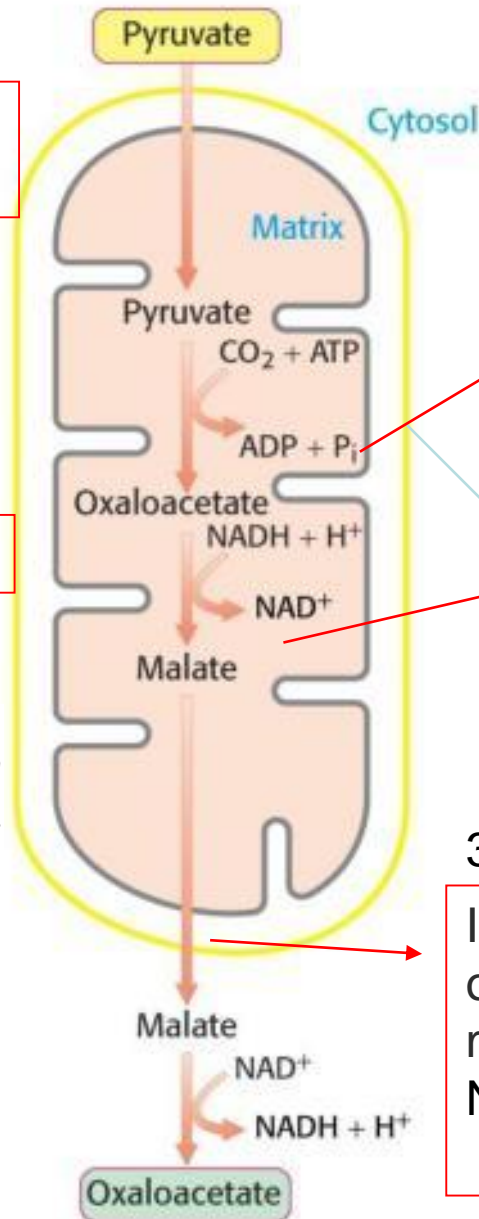 Pyruvate
Cytosol
Matrix
Pyruvate
CO₂ + ATP
ADP + Pᵢ
Oxaloacetate
NADH + H⁺
NAD⁺
Malate
3
Malate
NAD⁺
NADH + H⁺
Oxaloacetate